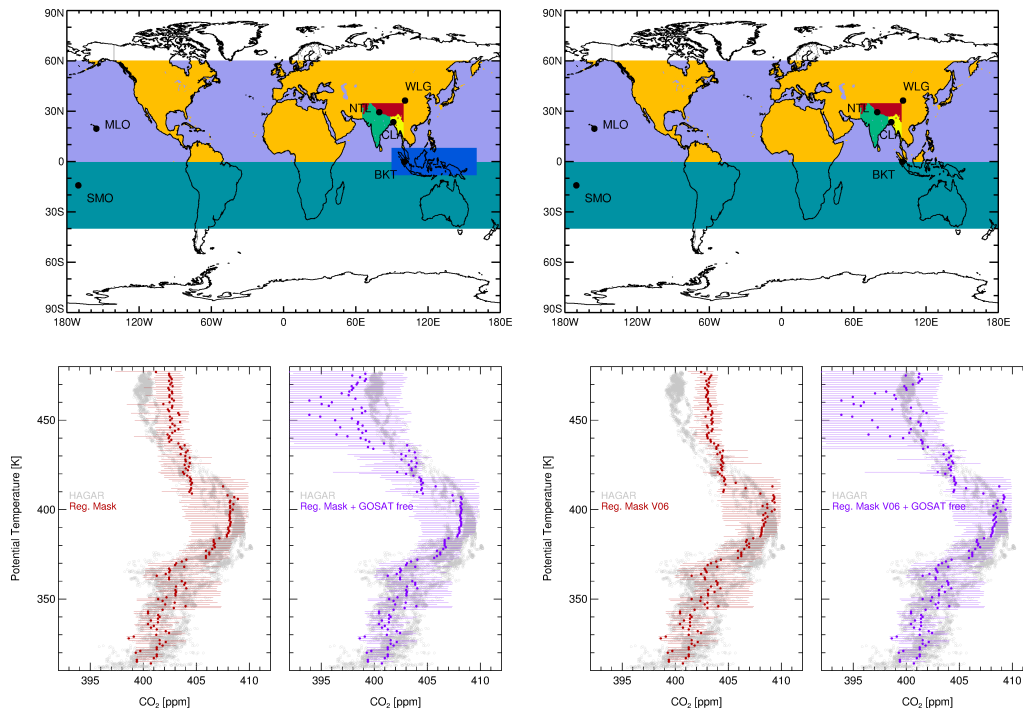 90N
60N
30N
0
30S
60S
90S
180W
120W
60W
0
60E
120E
180E
MLO
SMO
WLG
NTL
CLA
BKT
90N
60N
30N
0
30S
60S
90S
180W
120W
60W
0
60E
120E
180E
MLO
SMO
WLG
NTL
CLA
BKT
Potential Temperature [K]
450
400
350
HAGAR
Reg. Mask
395 400 405 410
CO₂ [ppm]
HAGAR
Reg. Mask + GOSAT free
395 400 405 410
CO₂ [ppm]
Potential Temperature [K]
450
400
350
HAGAR
Reg. Mask V06
395 400 405 410
CO₂ [ppm]
HAGAR
Reg. Mask V06 + GOSAT free
395 400 405 410
CO₂ [ppm]